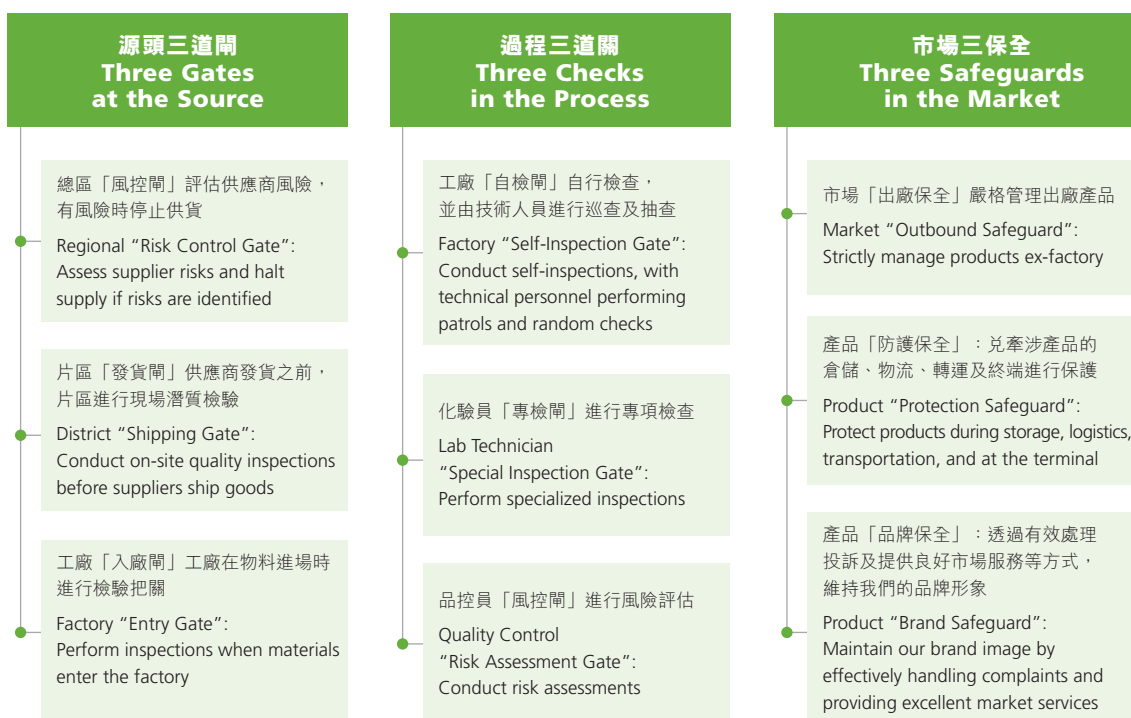 源頭三道閘
Three Gates
at the Source
總區「風控閘」評估供應商風險，
有風險時停止供貨
Regional “Risk Control Gate”:
Assess supplier risks and halt
supply if risks are identified
片區「發貨閘」供應商發貨之前，
片區進行現場潛質檢驗
District “Shipping Gate”:
Conduct on-site quality inspections
before suppliers ship goods
工廠「入廠閘」工廠在物料進場時
進行檢驗把關
Factory “Entry Gate”:
Perform inspections when materials
enter the factory
過程三道關
Three Checks
in the Process
工廠「自檢閘」自行檢查，
並由技術人員進行巡查及抽查
Factory “Self-Inspection Gate”:
Conduct self-inspections, with
technical personnel performing
patrols and random checks
化驗員「專檢閘」進行專項檢查
Lab Technician
“Special Inspection Gate”:
Perform specialized inspections
品控員「風控閘」進行風險評估
Quality Control
“Risk Assessment Gate”:
Conduct risk assessments
市場三保全
Three Safeguards
in the Market
市場「出廠保全」嚴格管理出廠產品
Market “Outbound Safeguard”:
Strictly manage products ex-factory
產品「防護保全」：兑牽涉產品的
倉儲、物流、轉運及終端進行保護
Product “Protection Safeguard”:
Protect products during storage, logistics,
transportation, and at the terminal
產品「品牌保全」：透過有效處理
投訴及提供良好市場服務等方式，
維持我們的品牌形象
Product “Brand Safeguard”:
Maintain our brand image by
effectively handling complaints and
providing excellent market services